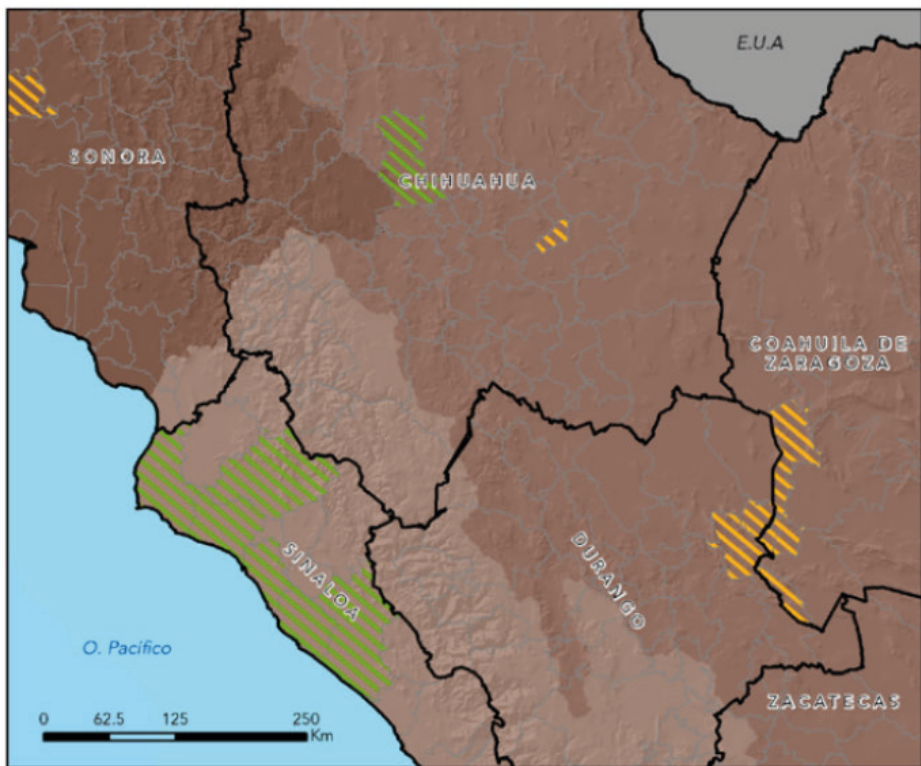 E.U.A
SONORA
CHIHUAHUA
COAHUILA DE
ZARAGOZA
SINALOA
DURANGO
O. Pacífico
ZACATECAS
0 62.5 125 250
Km